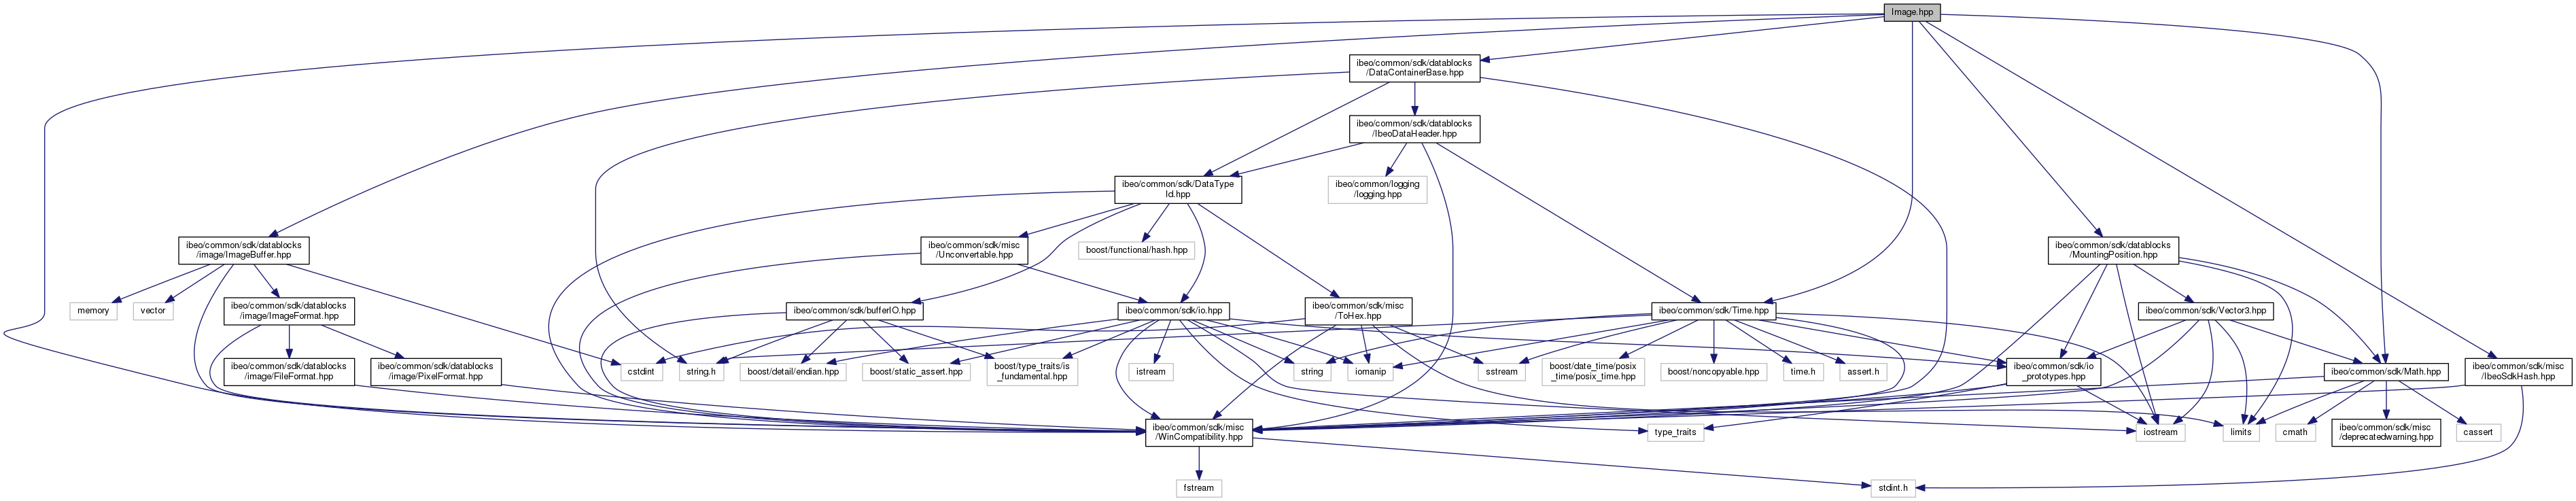 Image.hpp
ibeo/common/sdk/datablocks
/DataContainerBase.hpp
ibeo/common/sdk/datablocks
/IbeoDataHeader.hpp
ibeo/common/sdk/DataType
Id.hpp
ibeo/common/logging
/logging.hpp
ibeo/common/sdk/datablocks
/image/ImageBuffer.hpp
ibeo/common/sdk/misc
/Unconvertable.hpp
boost/functional/hash.hpp
ibeo/common/sdk/datablocks
/MountingPosition.hpp
memory
vector
ibeo/common/sdk/datablocks
/image/ImageFormat.hpp
ibeo/common/sdk/bufferIO.hpp
ibeo/common/sdk/io.hpp
ibeo/common/sdk/misc
/ToHex.hpp
ibeo/common/sdk/Time.hpp
ibeo/common/sdk/Vector3.hpp
ibeo/common/sdk/datablocks
/image/FileFormat.hpp
ibeo/common/sdk/datablocks
/image/PixelFormat.hpp
cstdint
string.h
boost/detail/endian.hpp
boost/static_assert.hpp
boost/type_traits/is
_fundamental.hpp
istream
string
iomanip
sstream
boost/date_time/posix
_time/posix_time.hpp
boost/noncopyable.hpp
time.h
assert.h
ibeo/common/sdk/io
_prototypes.hpp
ibeo/common/sdk/Math.hpp
ibeo/common/sdk/misc
/IbeoSdkHash.hpp
ibeo/common/sdk/misc
/WinCompatibility.hpp
type_traits
iostream
limits
cmath
ibeo/common/sdk/misc
/deprecatedwarning.hpp
cassert
fstream
stdint.h